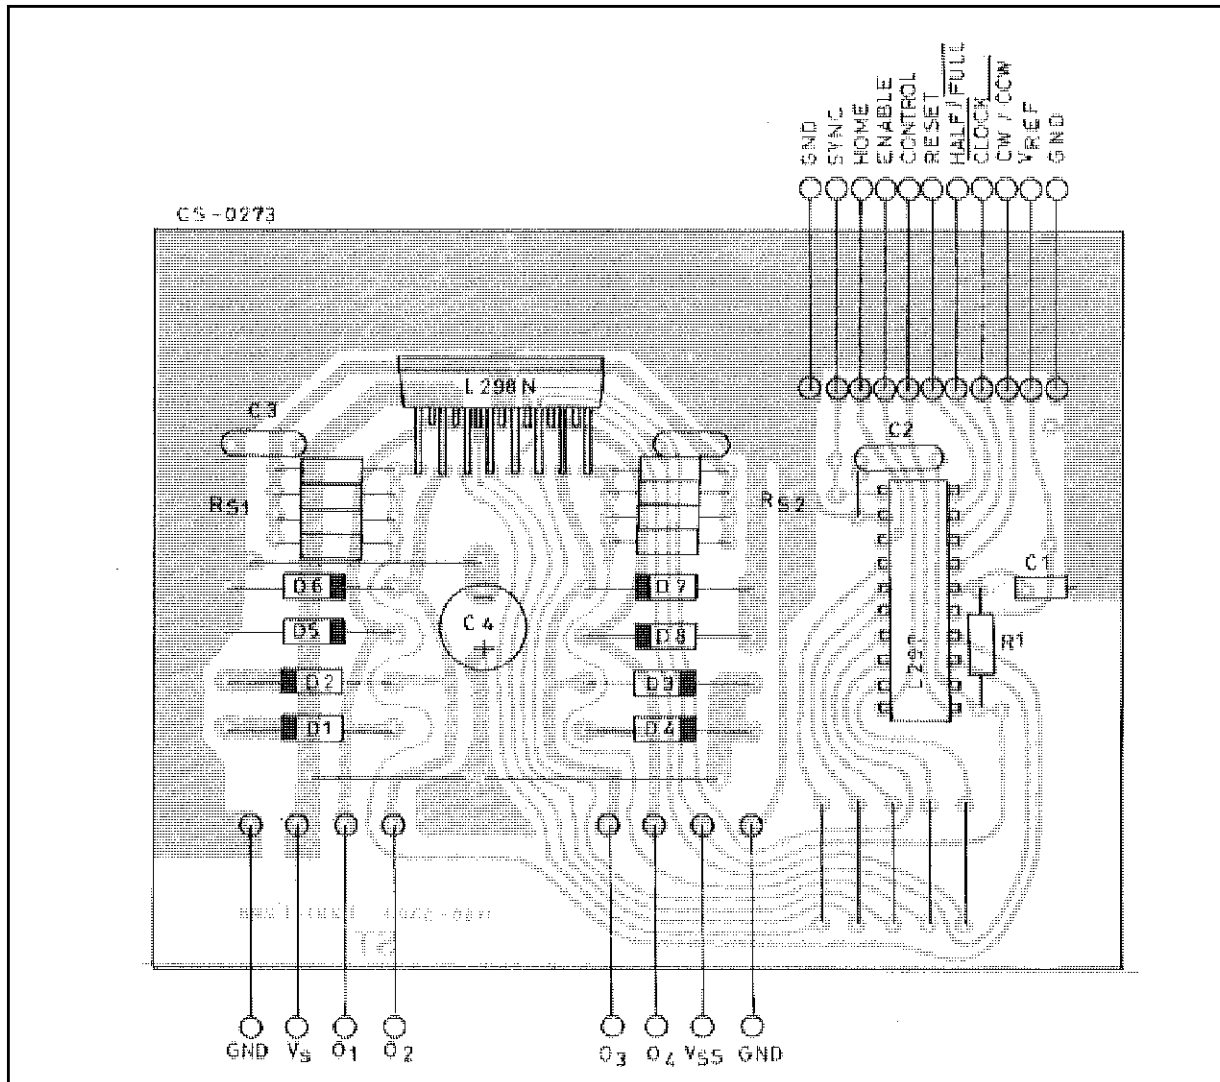 GND
SYNC
HOME
ENABLE
CONTROL
RESET
HALF/FULL
CLOCK
CW/CCW
VREF
GND
CS-0273
L298N
C3
C2
RS1
RS2
C1
D6
D7
C4
D5
D8
R1
D2
D3
D1
D4
GND
VS
O1
O2
O3
O4
VSS
GND